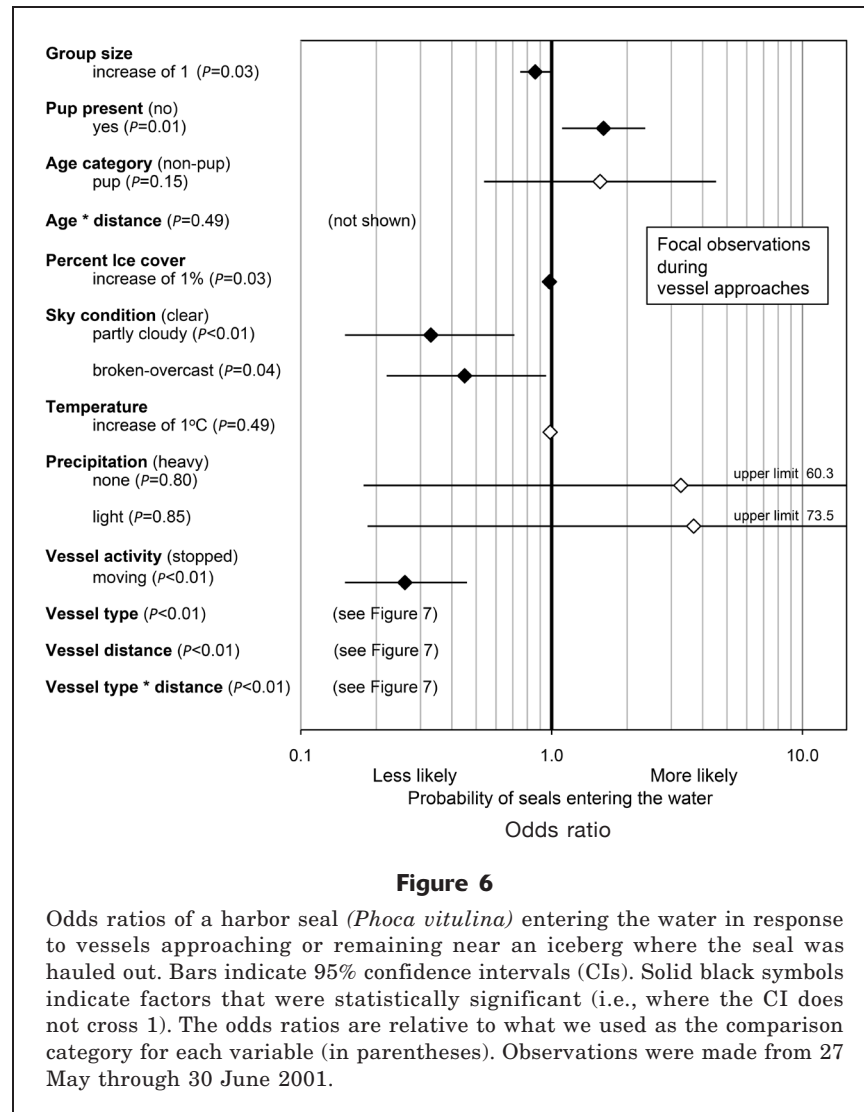 Group size
increase of 1 (P=0.03)
Pup present (no)
yes (P=0.01)
Age category (non-pup)
pup (P=0.15)
Age * distance (P=0.49) (not shown)
Percent Ice cover
increase of 1% (P=0.03)
Sky condition (clear)
partly cloudy (P<0.01)
broken-overcast (P=0.04)
Temperature
increase of 1ºC (P=0.49)
Precipitation (heavy)
none (P=0.80)
upper limit 60.3
light (P=0.85)
upper limit 73.5
Vessel activity (stopped)
moving (P<0.01)
Vessel type (P<0.01) (see Figure 7)
Vessel distance (P<0.01) (see Figure 7)
Vessel type * distance (P<0.01) (see Figure 7)
Focal observations
during
vessel approaches
0.1 1.0 10.0
Less likely More likely
Probability of seals entering the water
Odds ratio
Figure 6
Odds ratios of a harbor seal (Phoca vitulina) entering the water in response
to vessels approaching or remaining near an iceberg where the seal was
hauled out. Bars indicate 95% confidence intervals (CIs). Solid black symbols
indicate factors that were statistically significant (i.e., where the CI does
not cross 1). The odds ratios are relative to what we used as the comparison
category for each variable (in parentheses). Observations were made from 27
May through 30 June 2001.